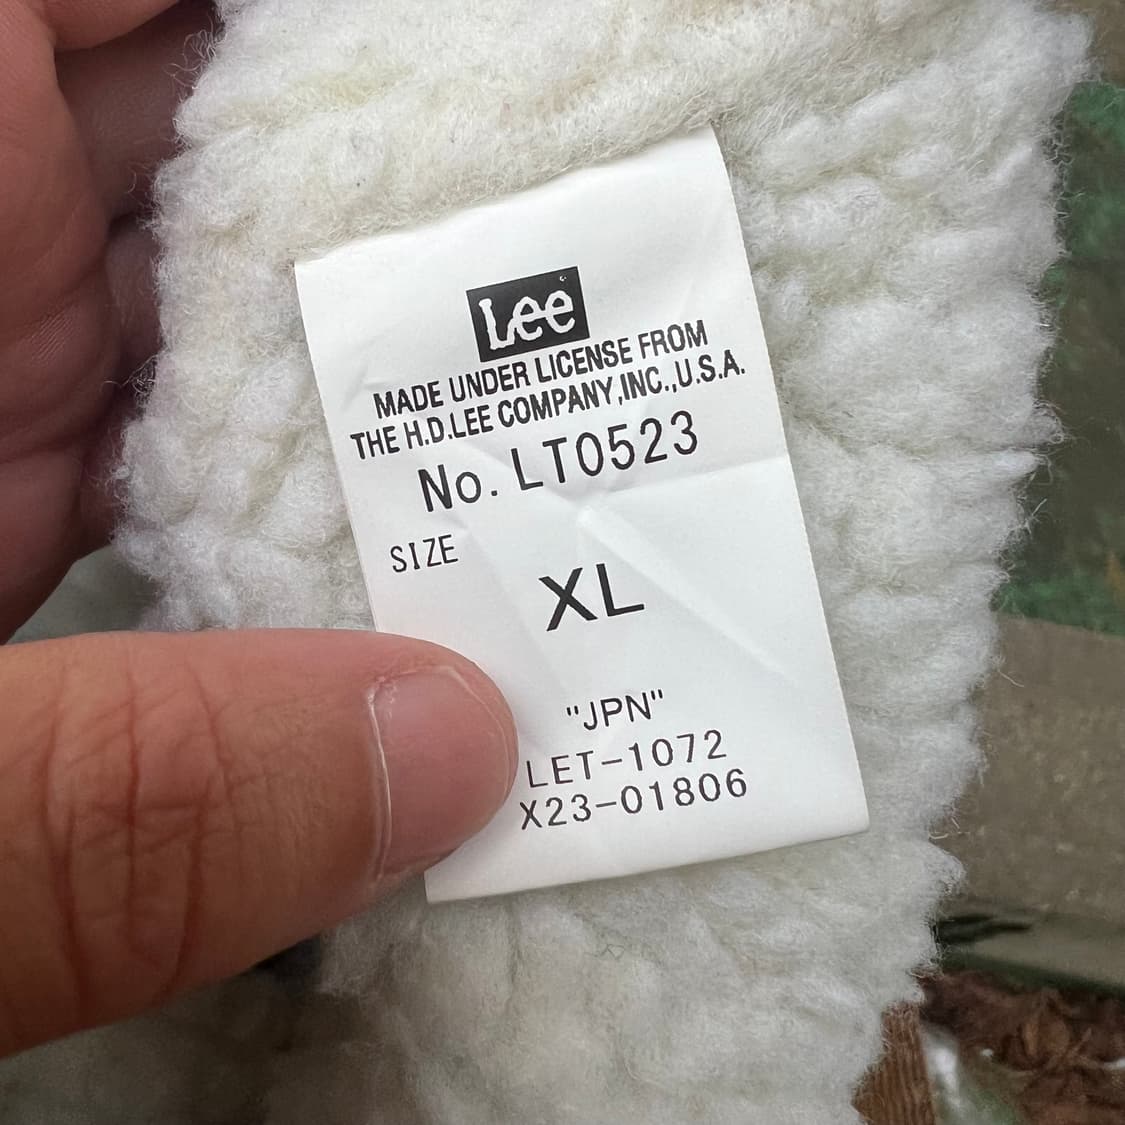 Lee
MADE UNDER LICENSE FROM
THE H.D.LEE COMPANY,INC.,U.S.A.
No. LT0523
SIZE
XL
"JPN"
LET-1072
X23-01806